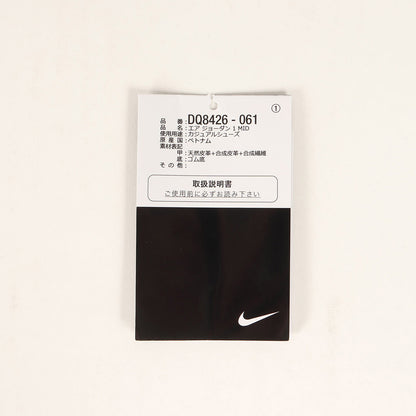 ①
品 番 : DQ8426 - 061
品 名 : エア ジョーダン 1 MID
使用用途 : カジュアルシューズ
原 産 国 : ベトナム
素材表記
甲 : 天然皮革+合成皮革+合成繊維
底 : ゴム底
そ の 他 :
取扱説明書
ご使用前に必ずお読み下さい